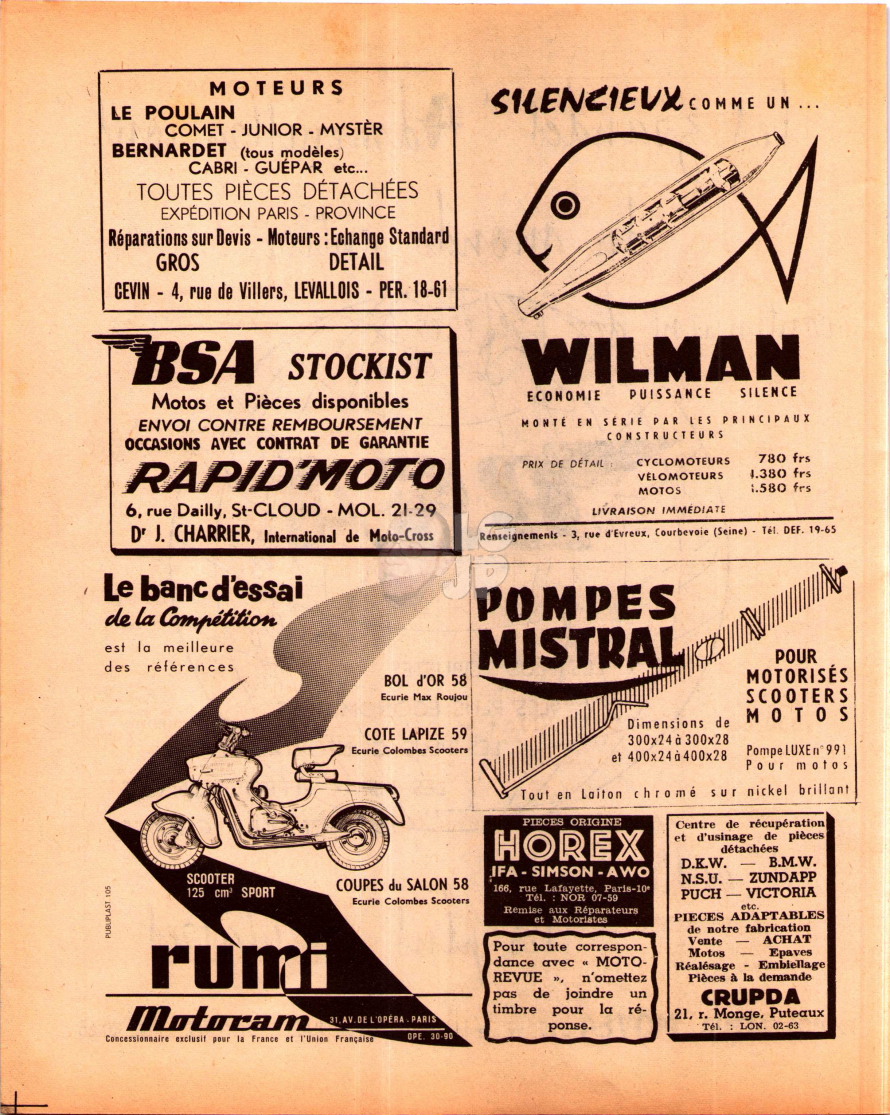 MOTEURS
LE POULAIN
COMET - JUNIOR - MYSTÈR
BERNARDET (tous modèles)
CABRI - GUÉPAR etc...
TOUTES PIÈCES DÉTACHÉES
EXPÉDITION PARIS - PROVINCE
Réparations sur Devis - Moteurs : Echange Standard
GROS DETAIL
CEVIN - 4, rue de Villers, LEVALLOIS - PER. 18-61
BSA STOCKIST
Motos et Pièces disponibles
ENVOI CONTRE REMBOURSEMENT
OCCASIONS AVEC CONTRAT DE GARANTIE
RAPID'MOTO
6, rue Dailly, St-CLOUD - MOL. 21-29
Dr J. CHARRIER, International de Moto-Cross
SILENCIEUX COMME UN ...
WILMAN
ECONOMIE PUISSANCE SILENCE
MONTÉ EN SÉRIE PAR LES PRINCIPAUX
CONSTRUCTEURS
PRIX DE DÉTAIL : CYCLOMOTEURS 780 frs
VÉLOMOTEURS 1.380 frs
MOTOS 1.580 frs
LIVRAISON IMMÉDIATE
Renseignements - 3, rue d'Evreux, Courbevoie (Seine) - Tél. DEF. 19-65
LC
JD
Le banc d'essai
de la Compétition
est la meilleure
des références
BOL d'OR 58
Ecurie Max Roujou
COTE LAPIZE 59
Ecurie Colombes Scooters
SCOOTER
125 cm³ SPORT
COUPES du SALON 58
Ecurie Colombes Scooters
PUBLIPLAST 105
rumi
Motoram 31, AV. DE L'OPÉRA . PARIS
Concessionnaire exclusif pour la France et l'Union Française OPE. 30-90
POMPES
MISTRAL
POUR
MOTORISÉS
SCOOTERS
MOTOS
Dimensions de
300x24 à 300x28
et 400x24 à 400x28
Pompe LUXE n° 991
Pour motos
Tout en Laiton chromé sur nickel brillant
PIECES ORIGINE
HOREX
IFA - SIMSON - AWO
166, rue Lafayette, Paris-10e
Tél. : NOR 07-59
Remise aux Réparateurs
et Motoristes
Pour toute correspon-
dance avec « MOTO-
REVUE », n'omettez
pas de joindre un
timbre pour la ré-
ponse.
Centre de récupération
et d'usinage de pièces
détachées
D.K.W. — B.M.W.
N.S.U. — ZUNDAPP
PUCH — VICTORIA
etc.
PIECES ADAPTABLES
de notre fabrication
Vente — ACHAT
Motos — Epaves
Réalésage - Embiellage
Pièces à la demande
CRUPDA
21, r. Monge, Puteaux
Tél. : LON. 02-63